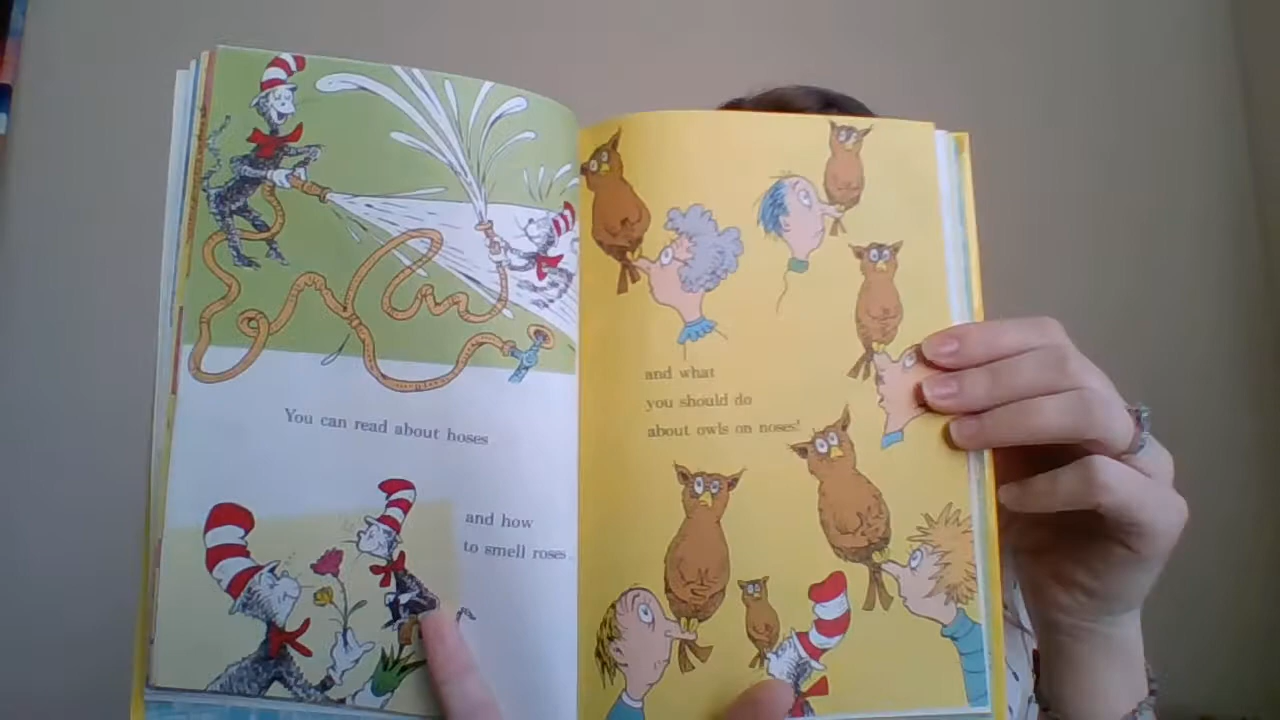 You can read about hoses
and how
to smell roses
and what
you should do
about owls on noses!